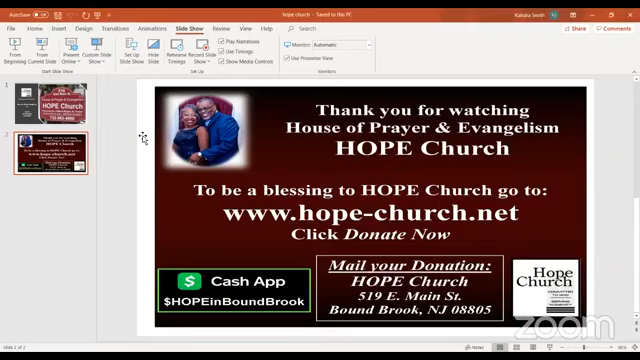 AutoSave
hope church - Saved to this PC
Kalisha Smith
File Home Insert Draw Design Transitions Animations Slide Show Review View Help Search
Share Comments
From Beginning
From Current Slide
Present Online
Custom Slide Show
Set Up Slide Show
Hide Slide
Rehearse Timings
Record Slide Show
Play Narrations
Use Timings
Show Media Controls
Monitor: Automatic
Use Presenter View
Start Slide Show
Set Up
Monitors
1
HOPE Church
2
Thank you for watching
House of Prayer & Evangelism
HOPE Church
To be a blessing to HOPE Church go to:
www.hope-church.net
Click Donate Now
Cash App
$HOPEinBoundBrook
Mail your Donation:
HOPE Church
519 E. Main St.
Bound Brook, NJ 08805
Hope
Church
zoom
Slide 2 of 2
Notes